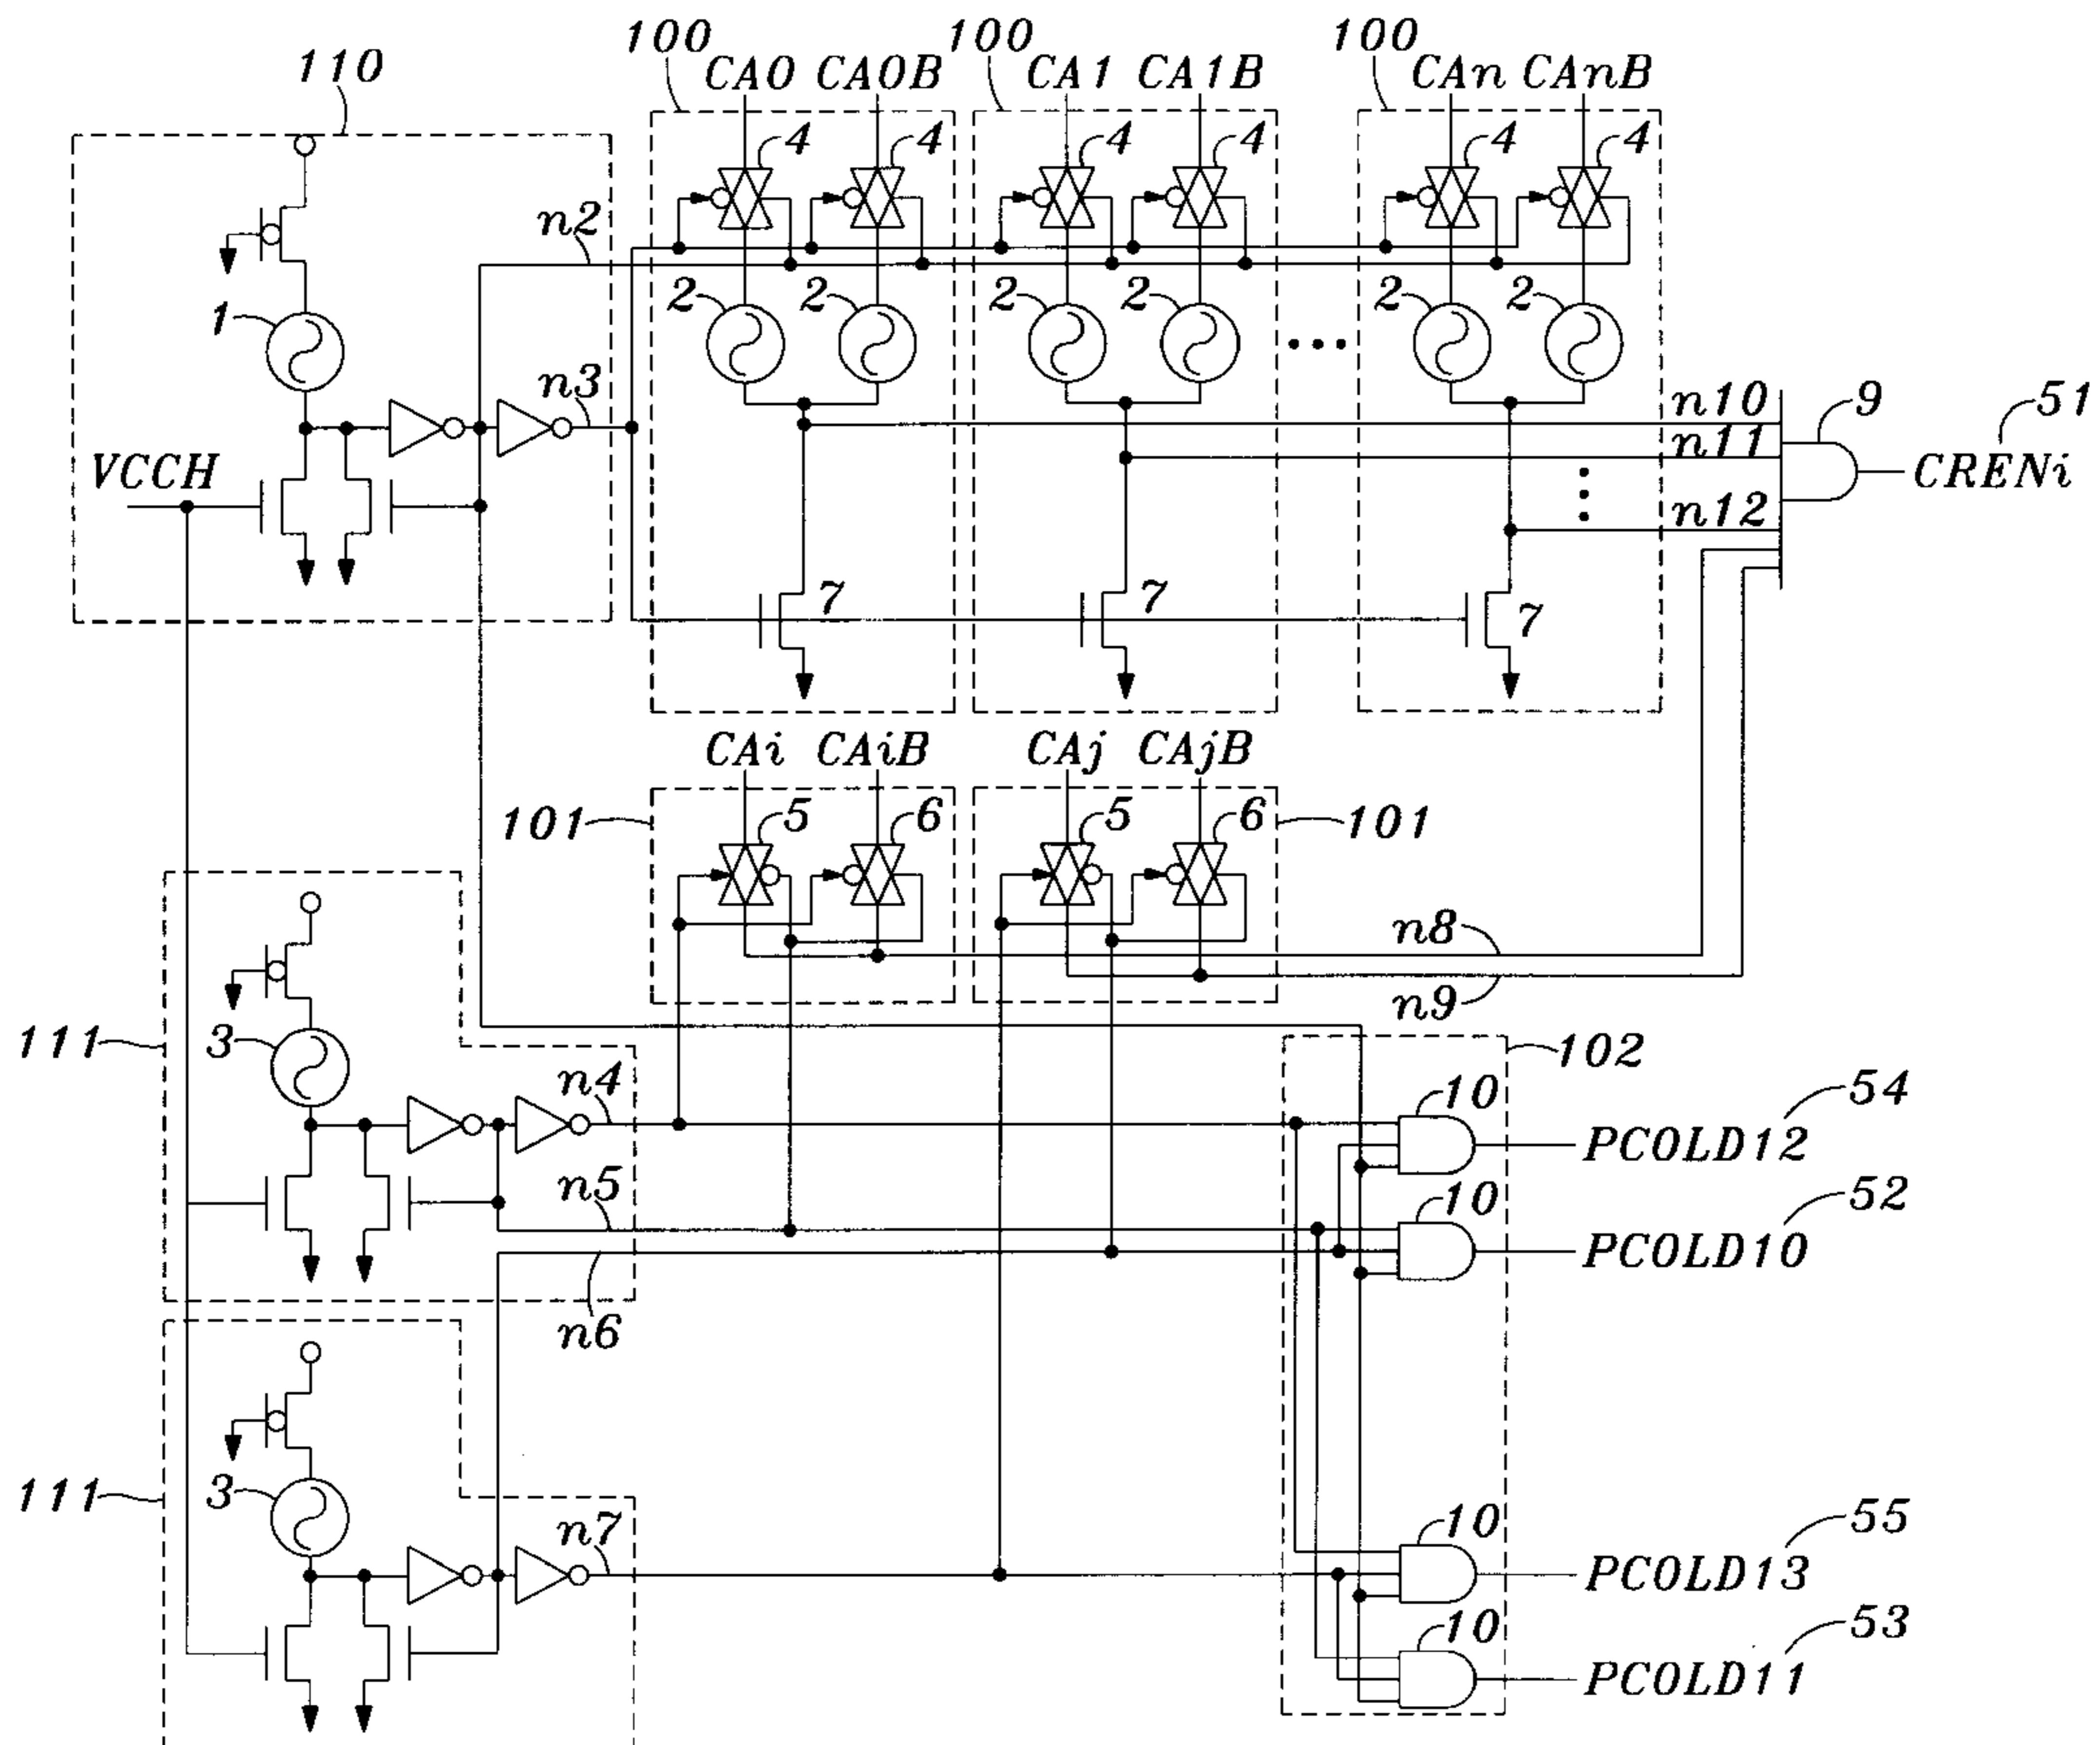 110
100
CA0 CA0B
100
CA1 CA1B
100
CAn CAnB
4
4
4
4
4
4
n2
1
2
2
2
2
2
2
n3
n10
9
51
n11
CRENi
VCCH
n12
7
7
7
CAi CAiB
CAj CAjB
101
5
6
5
6
101
n8
n9
111
3
102
n4
10
54
PCOLD12
n5
10
52
PCOLD10
n6
111
3
n7
10
55
PCOLD13
10
53
PCOLD11